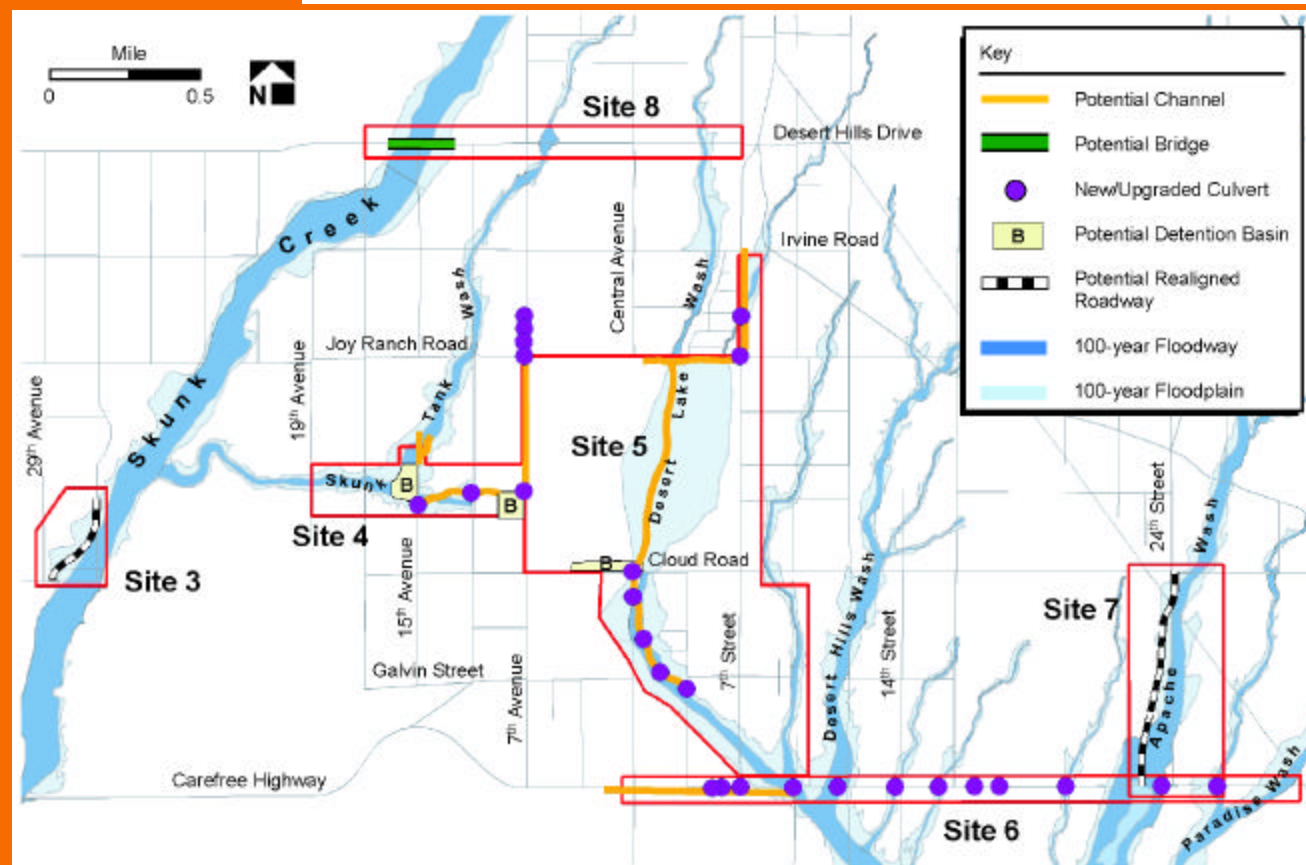 Mile
0
0.5
N
Site 8
Desert Hills Drive
Key
Potential Channel
Potential Bridge
New/Upgraded Culvert
B
Potential Detention Basin
Potential Realigned
Roadway
100-year Floodway
100-year Floodplain
Skunk Creek
Tank Wash
Central Avenue
Wash
Irvine Road
Joy Ranch Road
19th Avenue
29th Avenue
Site 5
Desert Lake
Skunk
B
B
Site 4
Site 3
15th Avenue
B
Cloud Road
Galvin Street
7th Avenue
7th Street
Desert Hills Wash
14th Street
24th Street
Site 7
Apache Wash
Carefree Highway
Site 6
Paradise Wash